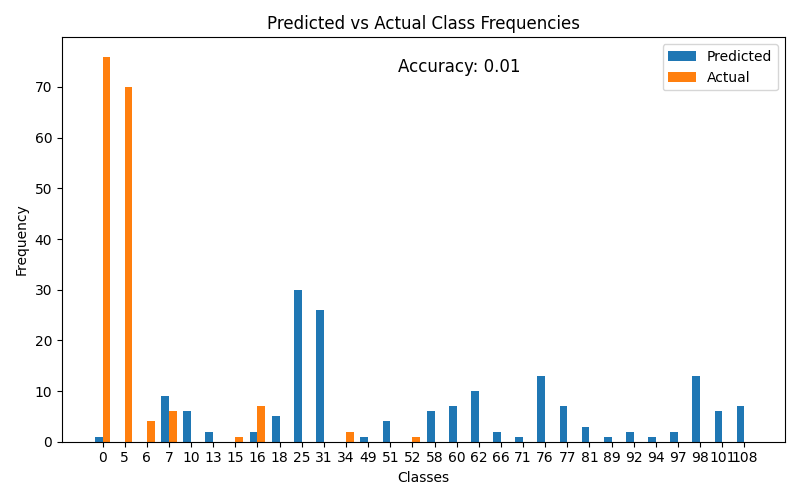 Predicted vs Actual Class Frequencies
Accuracy: 0.01
Predicted
Actual
Frequency
70
60
50
40
30
20
10
0
0 5 6 7 10 13 15 16 18 25 31 34 49 51 52 58 60 62 66 71 76 77 81 89 92 94 97 98 101 108
Classes